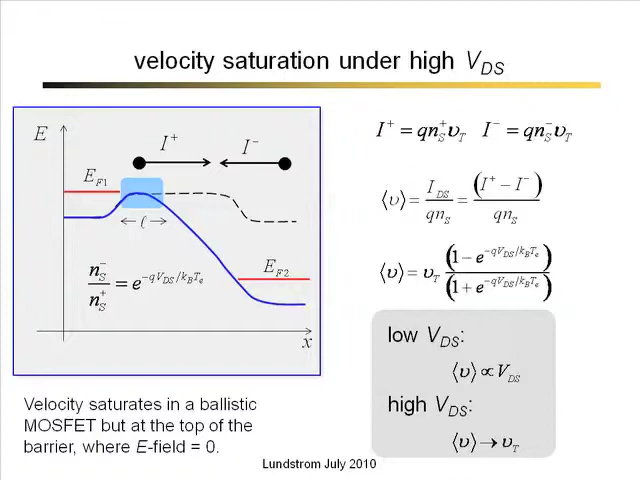 velocity saturation under high V_DS
E
I⁺ I⁻
E_F1
ℓ
n_S⁻ / n_S⁺ = e^(−qV_DS/k_BT_e)
E_F2
x
Velocity saturates in a ballistic
MOSFET but at the top of the
barrier, where E-field = 0.
I⁺ = qn_S⁺υ_T I⁻ = qn_S⁻υ_T
⟨υ⟩ = I_DS / qn_S = (I⁺ − I⁻) / qn_S
⟨υ⟩ = υ_T (1 − e^(−qV_DS/k_BT_e)) / (1 + e^(−qV_DS/k_BT_e))
low V_DS:
⟨υ⟩ ∝ V_DS
high V_DS:
⟨υ⟩ → υ_T
Lundstrom July 2010